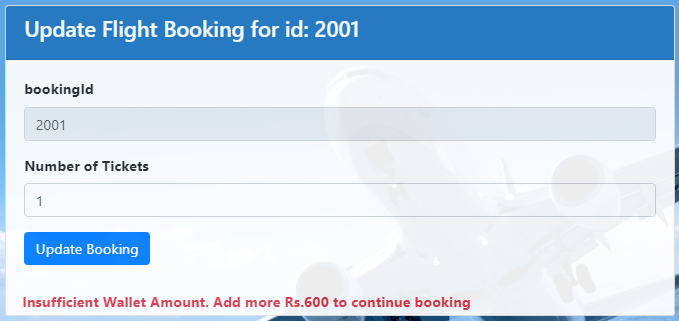 Update Flight Booking for id: 2001
bookingId
2001
Number of Tickets
1
Update Booking
Insufficient Wallet Amount. Add more Rs.600 to continue booking